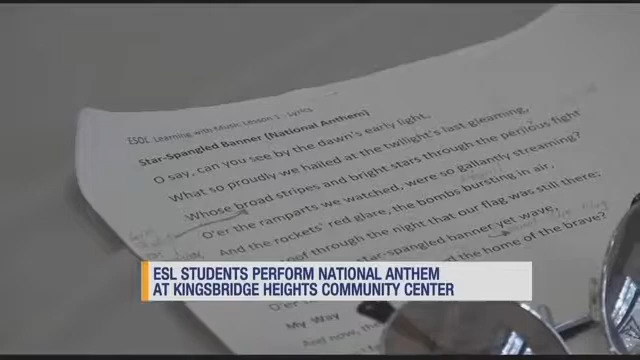 ESOL Learning with Music Lesson 1 - Lyrics
Star-Spangled Banner (National Anthem)
O say, can you see by the dawn's early light,
What so proudly we hailed at the twilight's last gleaming,
Whose broad stripes and bright stars through the perilous fight
O'er the ramparts we watched, were so gallantly streaming?
And the rockets' red glare, the bombs bursting in air,
through the night that our flag was still there;
star-spangled banner yet wave,
the home of the brave?
ESL STUDENTS PERFORM NATIONAL ANTHEM
AT KINGSBRIDGE HEIGHTS COMMUNITY CENTER
O'er
My Way
And now, the